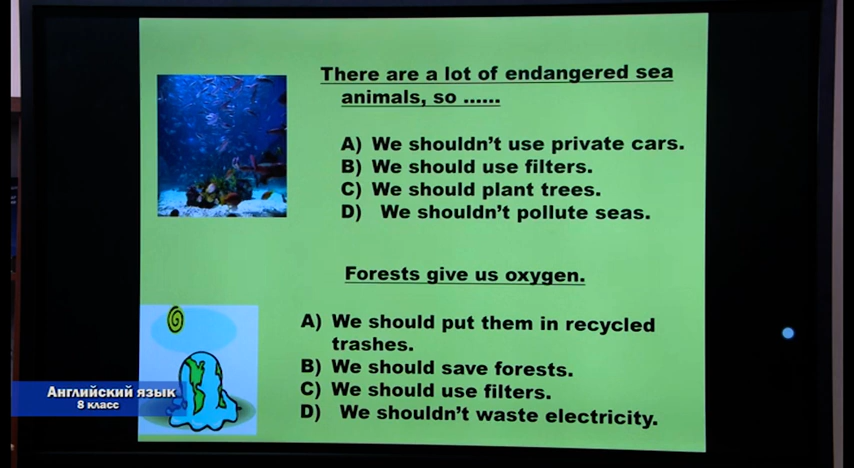 There are a lot of endangered sea
animals, so ......
A) We shouldn't use private cars.
B) We should use filters.
C) We should plant trees.
D) We shouldn't pollute seas.
Forests give us oxygen.
A) We should put them in recycled
trashes.
B) We should save forests.
C) We should use filters.
D) We shouldn't waste electricity.
Английский язык
8 класс